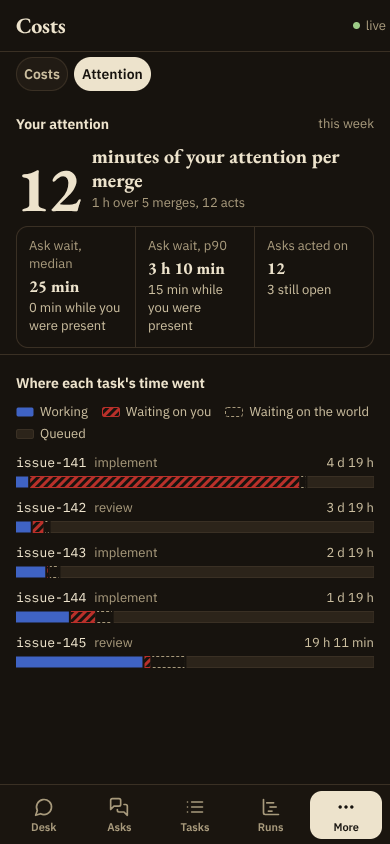 Costs
live
Costs
Attention
Your attention
this week
12
minutes of your attention per
merge
1 h over 5 merges, 12 acts
Ask wait,
median
25 min
0 min while you
were present
Ask wait, p90
3 h 10 min
15 min while
you were
present
Asks acted on
12
3 still open
Where each task's time went
Working
Waiting on you
Waiting on the world
Queued
issue-141 implement
4 d 19 h
issue-142 review
3 d 19 h
issue-143 implement
2 d 19 h
issue-144 implement
1 d 19 h
issue-145 review
19 h 11 min
Desk
Asks
Tasks
Runs
More